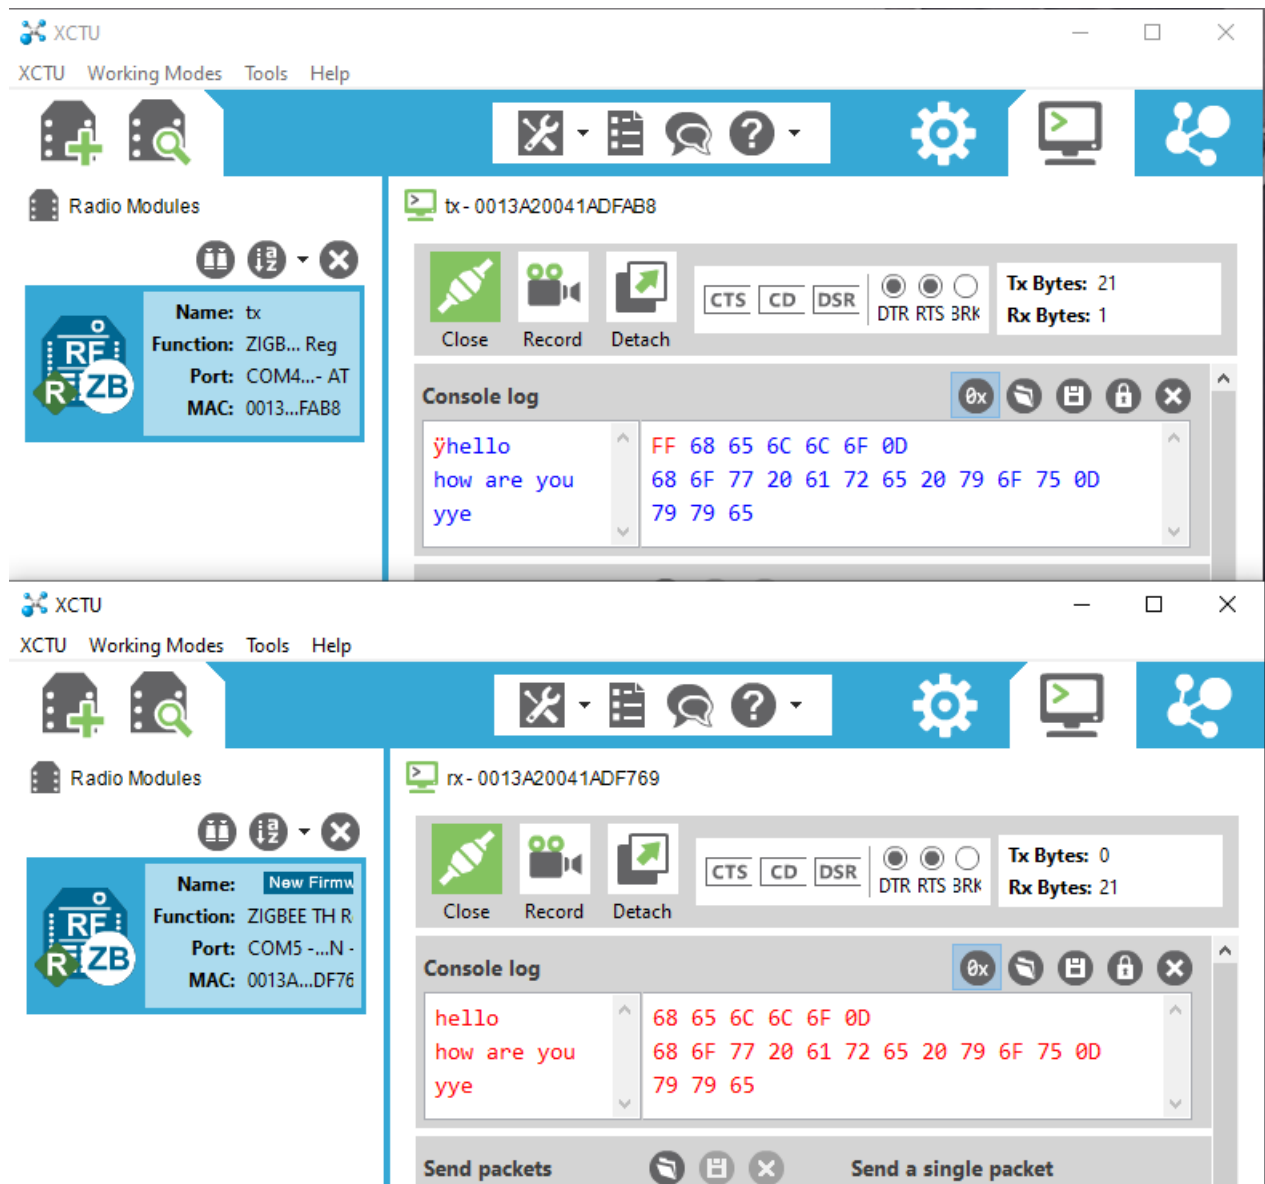 XCTU
XCTU Working Modes Tools Help
Radio Modules
tx - 0013A20041ADFAB8
Name: tx
Function: ZIGB... Reg
Port: COM4...- AT
MAC: 0013...FAB8
RF
R ZB
Close Record Detach
CTS CD DSR DTR RTS BRK
Tx Bytes: 21
Rx Bytes: 1
Console log
0x
ÿhello FF 68 65 6C 6C 6F 0D
how are you 68 6F 77 20 61 72 65 20 79 6F 75 0D
yye 79 79 65
XCTU
XCTU Working Modes Tools Help
Radio Modules
rx - 0013A20041ADF769
Name: New Firmw
Function: ZIGBEE TH R
Port: COM5 -...N -
MAC: 0013A...DF76
RF
R ZB
Close Record Detach
CTS CD DSR DTR RTS BRK
Tx Bytes: 0
Rx Bytes: 21
Console log
0x
hello 68 65 6C 6C 6F 0D
how are you 68 6F 77 20 61 72 65 20 79 6F 75 0D
yye 79 79 65
Send packets Send a single packet